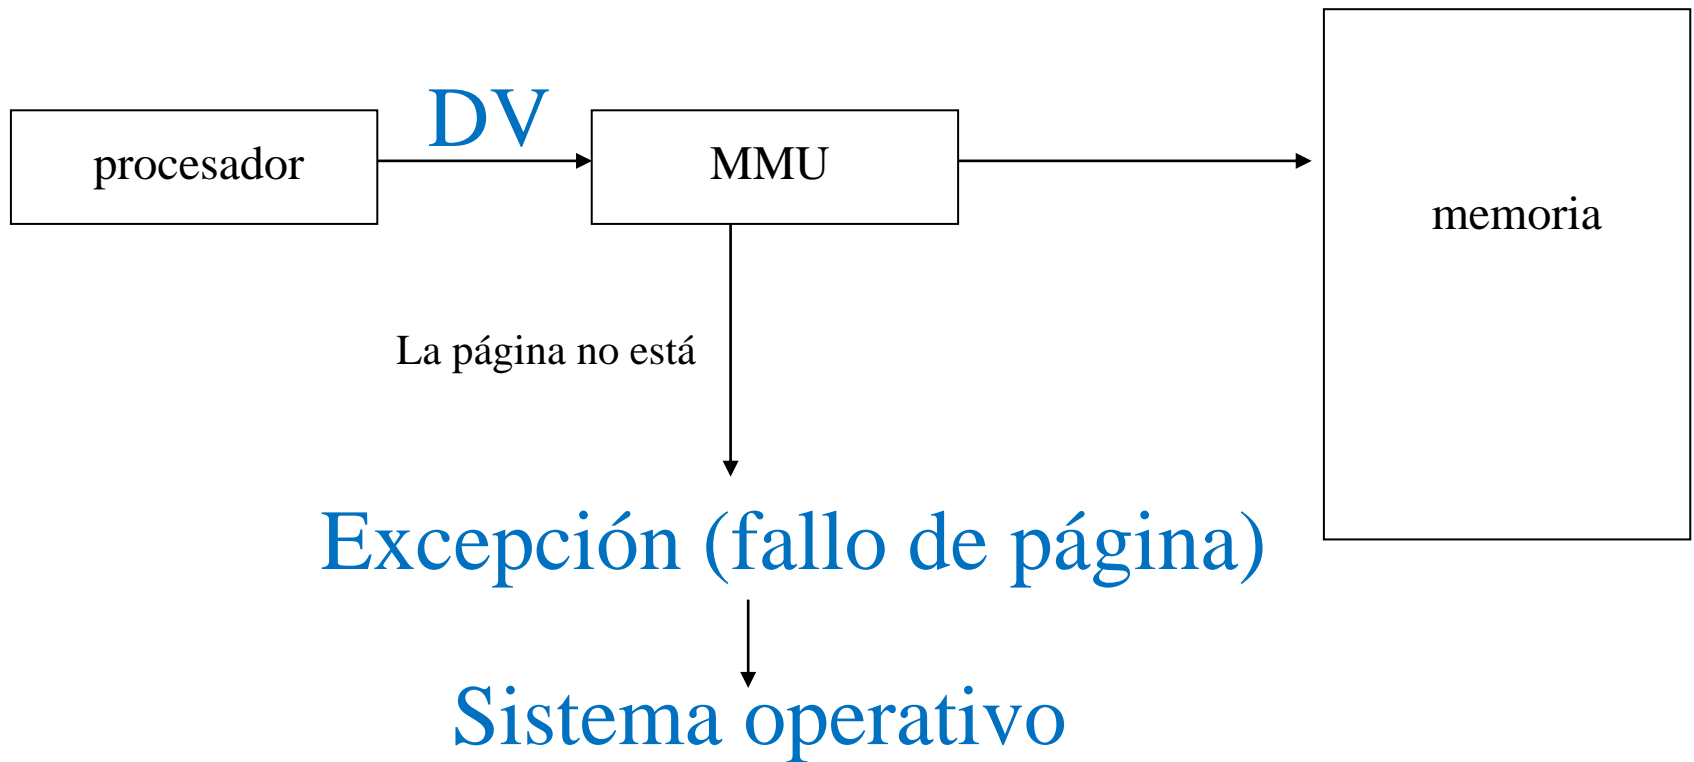 DV
procesador
MMU
memoria
La página no está
Excepción (fallo de página)
Sistema operativo